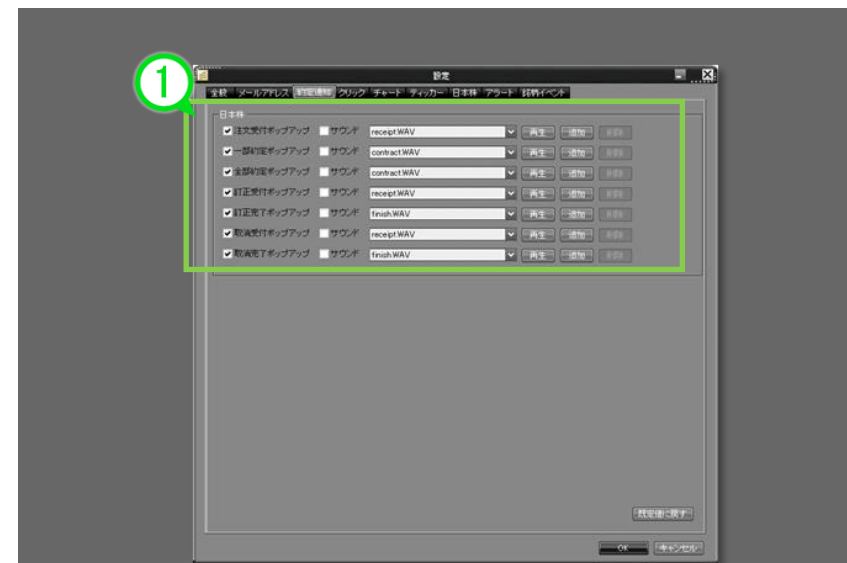 1
設定
全般 メールアドレス 約定通知 クリック チャート ティッカー 日本株 アラート 銘柄イベント
日本株
注文受付ポップアップ サウンド receipt.WAV 再生 追加 削除
一部約定ポップアップ サウンド contract.WAV 再生 追加 削除
全部約定ポップアップ サウンド contract.WAV 再生 追加 削除
訂正受付ポップアップ サウンド receipt.WAV 再生 追加 削除
訂正完了ポップアップ サウンド finish.WAV 再生 追加 削除
取消受付ポップアップ サウンド receipt.WAV 再生 追加 削除
取消完了ポップアップ サウンド finish.WAV 再生 追加 削除
既定値に戻す
OK キャンセル